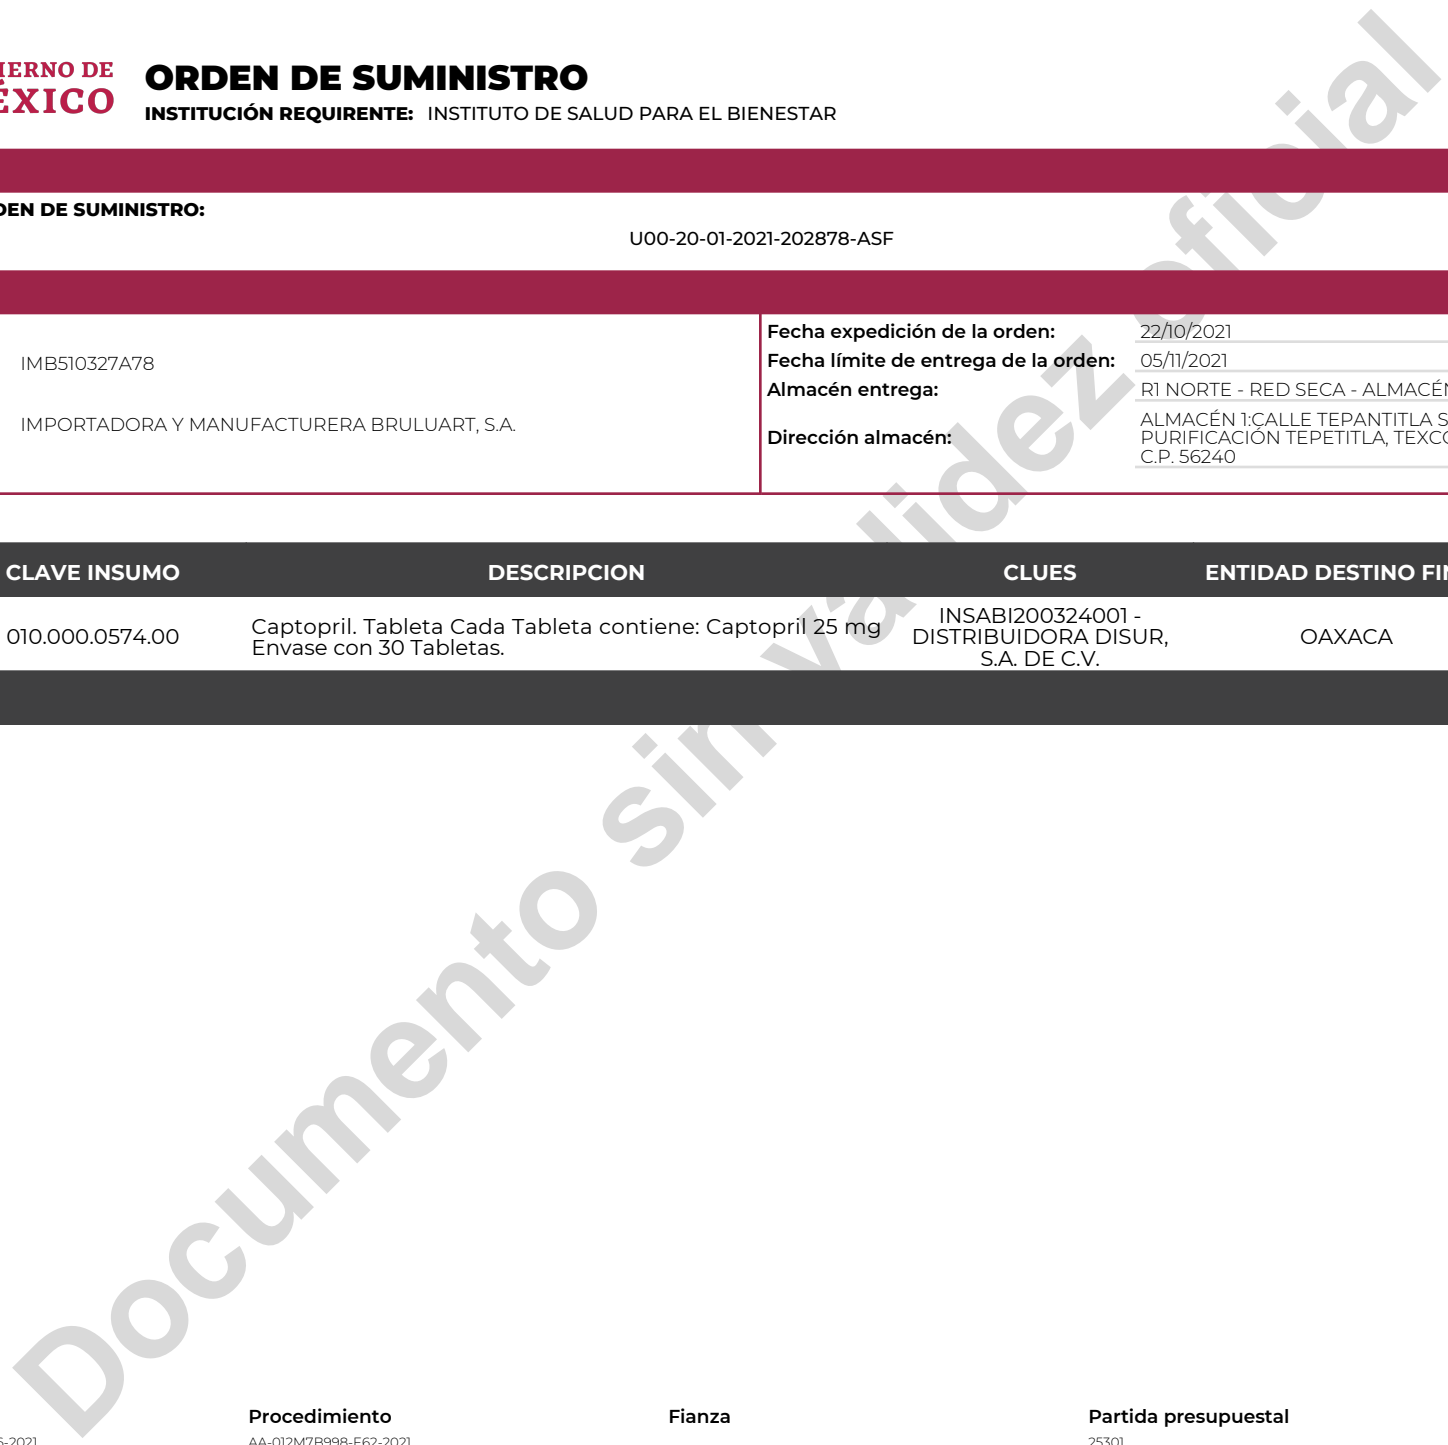 ORDEN DE SUMINISTRO
INSTITUCIÓN REQUIRENTE: INSTITUTO DE SALUD PARA EL BIENESTAR
DE
DE SUMINISTRO:
U00-20-01-2021-202878-ASF
IMB510327A78
IMPORTADORA Y MANUFACTURERA BRULUART, S.A.
Fecha expedición de la orden: 22/10/2021
Fecha límite de entrega de la orden: 05/11/2021
Almacén entrega: R1 NORTE - RED SECA - ALMACÉN
Dirección almacén:
ALMACÉN 1:CALLE TEPANTITLA S
PURIFICACIÓN TEPETITLA,
C.P. 56240
CLAVE INSUMO DESCRIPCION CLUES ENTIDAD DESTINO
010.000.0574.00
Captopril. Tableta Cada Tableta contiene: Captopril 25 mg
Envase con 30 Tabletas.
INSABI200324001 -
DISTRIBUIDORA DISUR,
S.A. DE C.V.
OAXACA
Documento sin validez oficial
Procedimiento Fianza Partida presupuestal
AA-012M7B998-E62-2021 25301